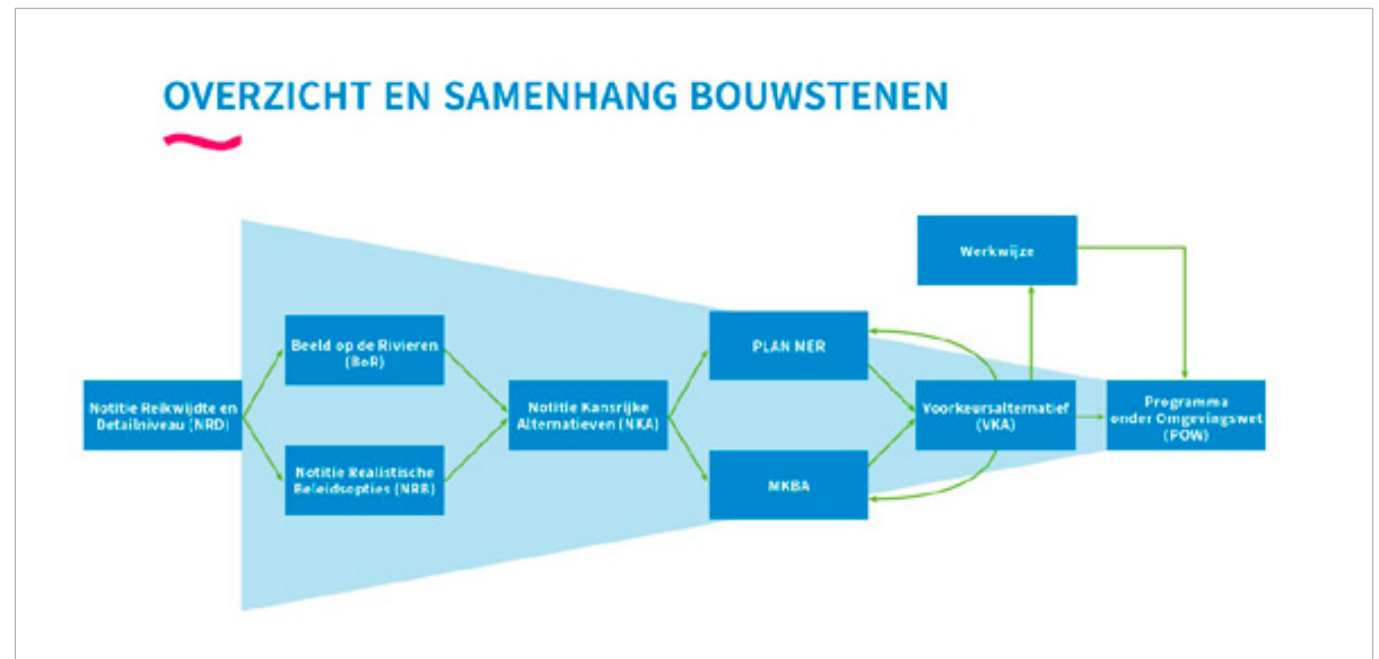 OVERZICHT EN SAMENHANG BOUWSTENEN
Notitie Reikwijdte en
Detailniveau (NRD)
Beeld op de Rivieren
(BoR)
Notitie Realistische
Beleidsopties (NRB)
Notitie Kansrijke
Alternatieven (NKA)
PLAN MER
MKBA
Werkwijze
Voorkeursalternatief
(VKA)
Programma
onder Omgevingswet
(POW)